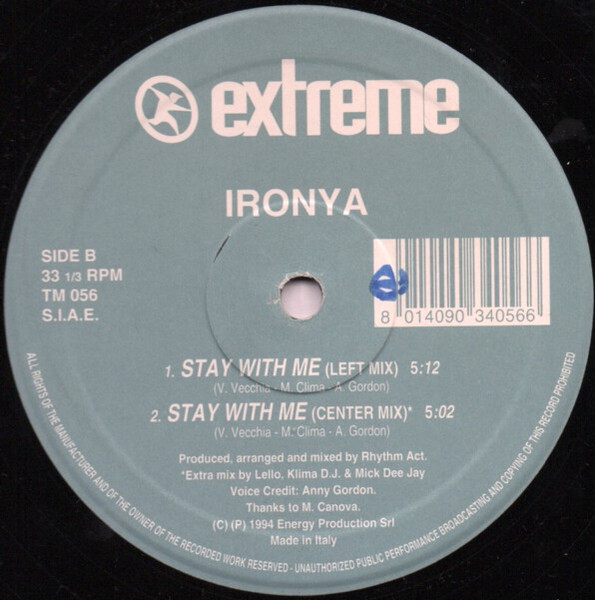 extreme
IRONYA
SIDE B
33 1/3 RPM
TM 056
S.I.A.E.
8 014090 340566
1. STAY WITH ME (LEFT MIX) 5:12
(V. Vecchia - M. Clima - A. Gordon)
2. STAY WITH ME (CENTER MIX)* 5:02
(V. Vecchia - M. Clima - A. Gordon)
Produced, arranged and mixed by Rhythm Act.
*Extra mix by Lello, Klima D.J. & Mick Dee Jay
Voice Credit: Anny Gordon.
Thanks to M. Canova.
(C) (P) 1994 Energy Production Srl
Made in Italy
ALL RIGHTS OF THE MANUFACTURER AND OF THE OWNER OF THE RECORDED WORK RESERVED - UNAUTHORIZED PUBLIC PERFORMANCE BROADCASTING AND COPYING OF THIS RECORD PROHIBITED